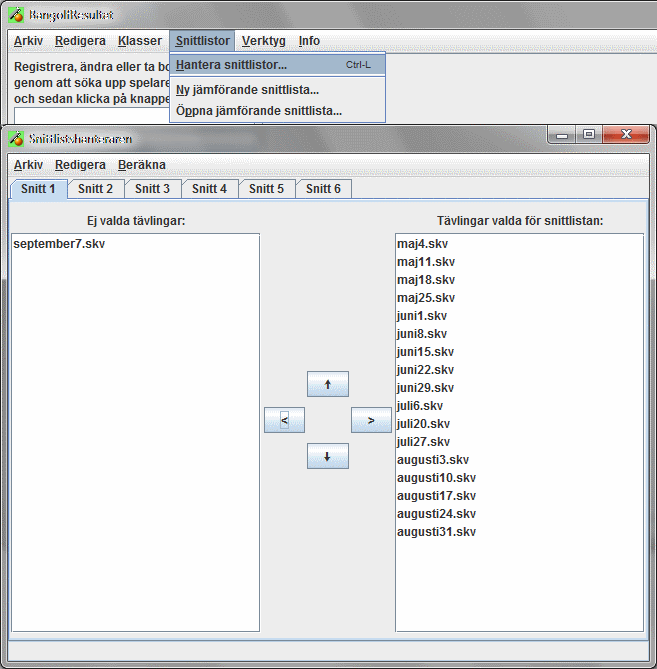 BangolfResultat
Arkiv Redigera Klasser Snittlistor Verktyg Info
Registrera, ändra eller ta bo
genom att söka upp spelare
och sedan klicka på knappe
Hantera snittlistor... Ctrl-L
Ny jämförande snittlista...
Öppna jämförande snittlista...
Snittlistshanteraren
Arkiv Redigera Beräkna
Snitt 1 Snitt 2 Snitt 3 Snitt 4 Snitt 5 Snitt 6
Ej valda tävlingar:
september7.skv
Tävlingar valda för snittlistan:
maj4.skv
maj11.skv
maj18.skv
maj25.skv
juni1.skv
juni8.skv
juni15.skv
juni22.skv
juni29.skv
juli6.skv
juli20.skv
juli27.skv
augusti3.skv
augusti10.skv
augusti17.skv
augusti24.skv
augusti31.skv
< >